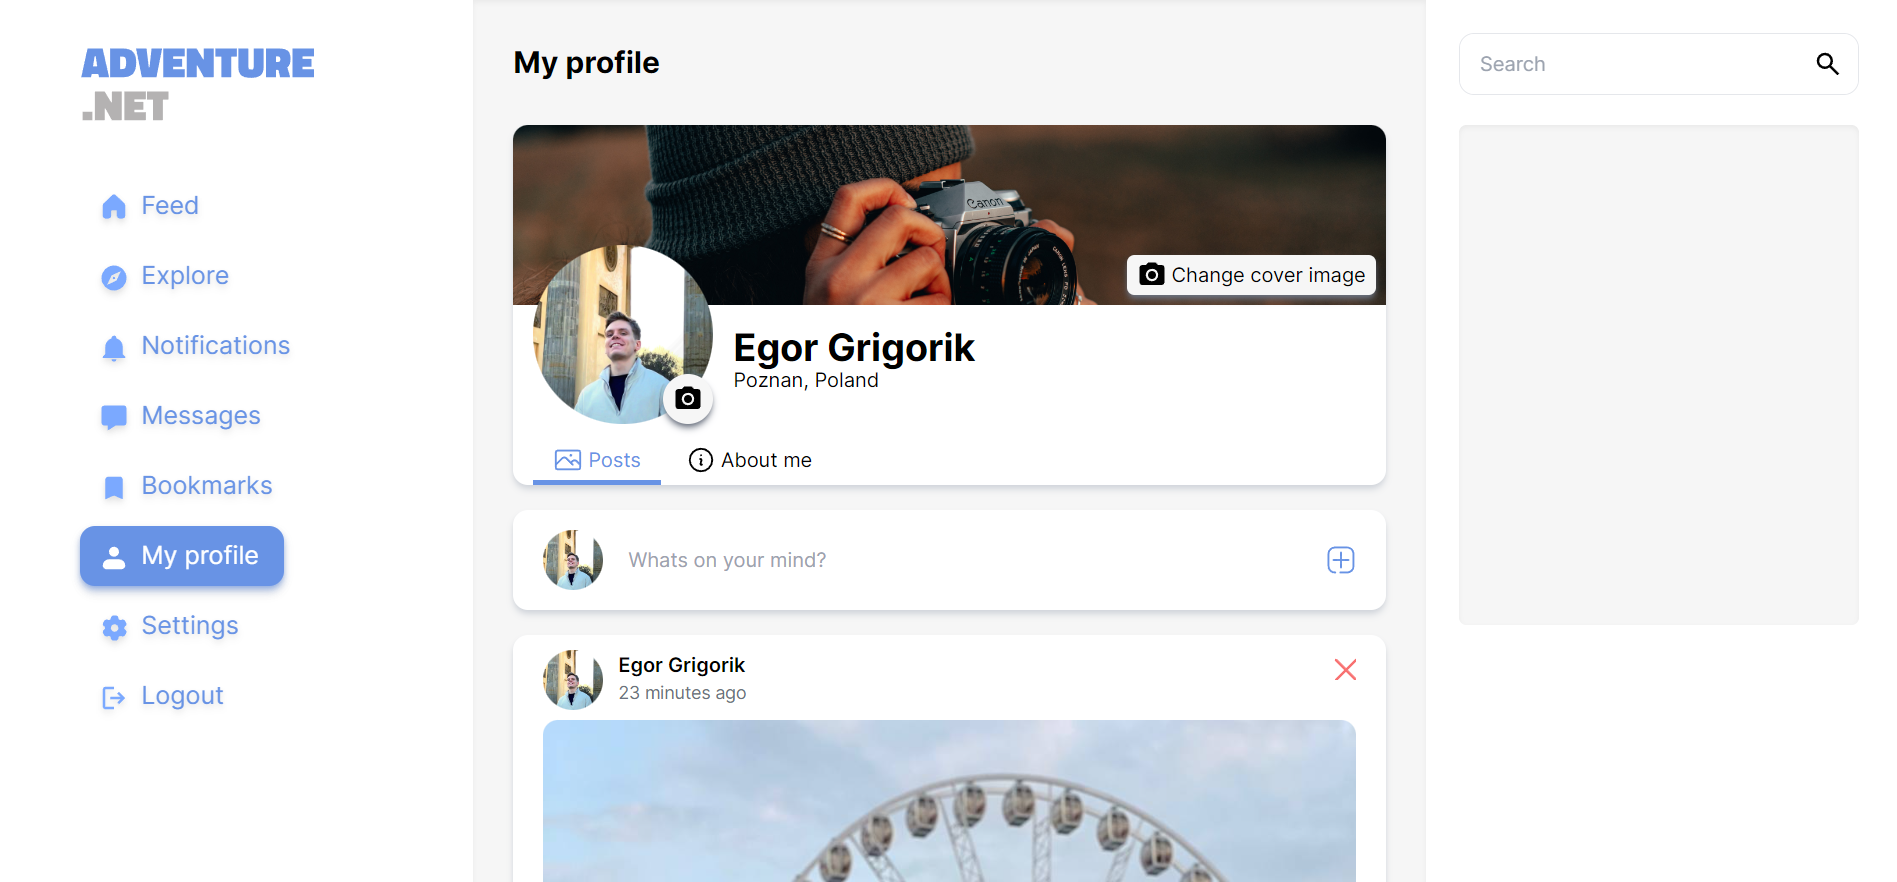 ADVENTURE
.NET
Feed
Explore
Notifications
Messages
Bookmarks
My profile
Settings
Logout
My profile
Canon
Change cover image
Egor Grigorik
Poznan, Poland
Posts
About me
Whats on your mind?
Egor Grigorik
23 minutes ago
Search